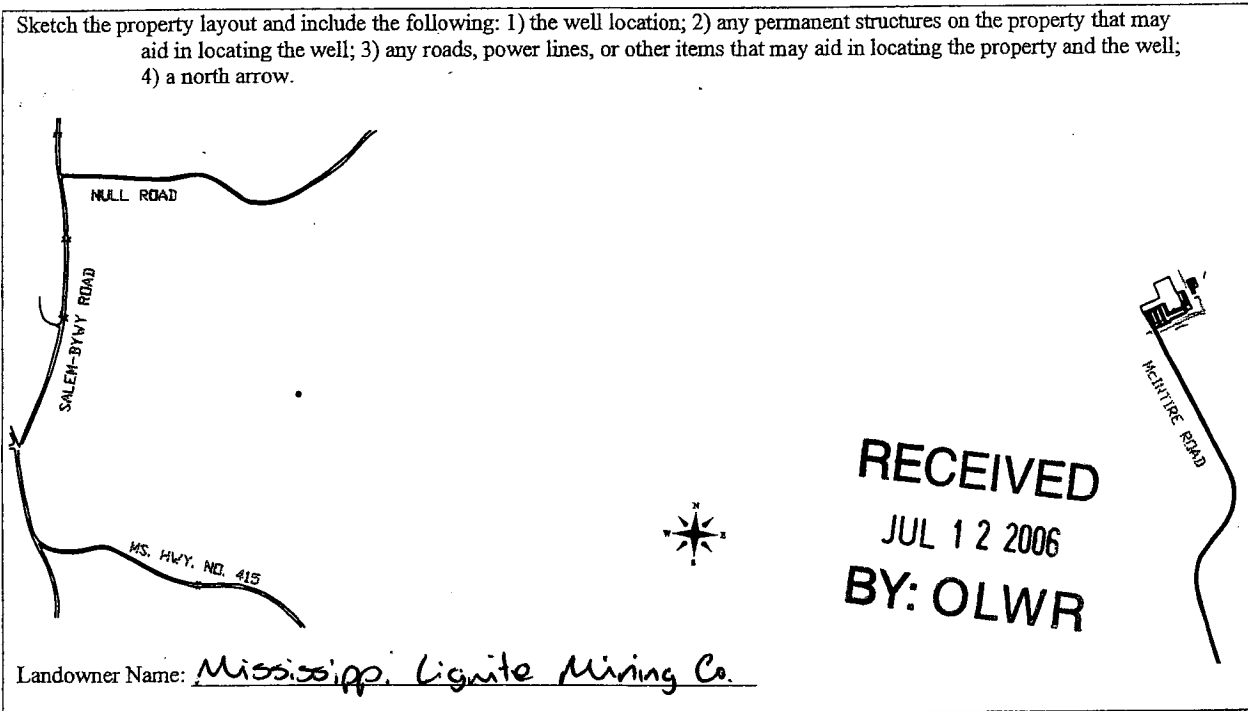 Sketch the property layout and include the following: 1) the well location; 2) any permanent structures on the property that may
aid in locating the well; 3) any roads, power lines, or other items that may aid in locating the property and the well;
4) a north arrow.
NULL ROAD
SALEM-BYWY ROAD
McINTIRE ROAD
RECEIVED
JUL 12 2006
BY: OLWR
N
W E
S
MS. HWY. NO. 415
Landowner Name: Mississippi Lignite Mining Co.